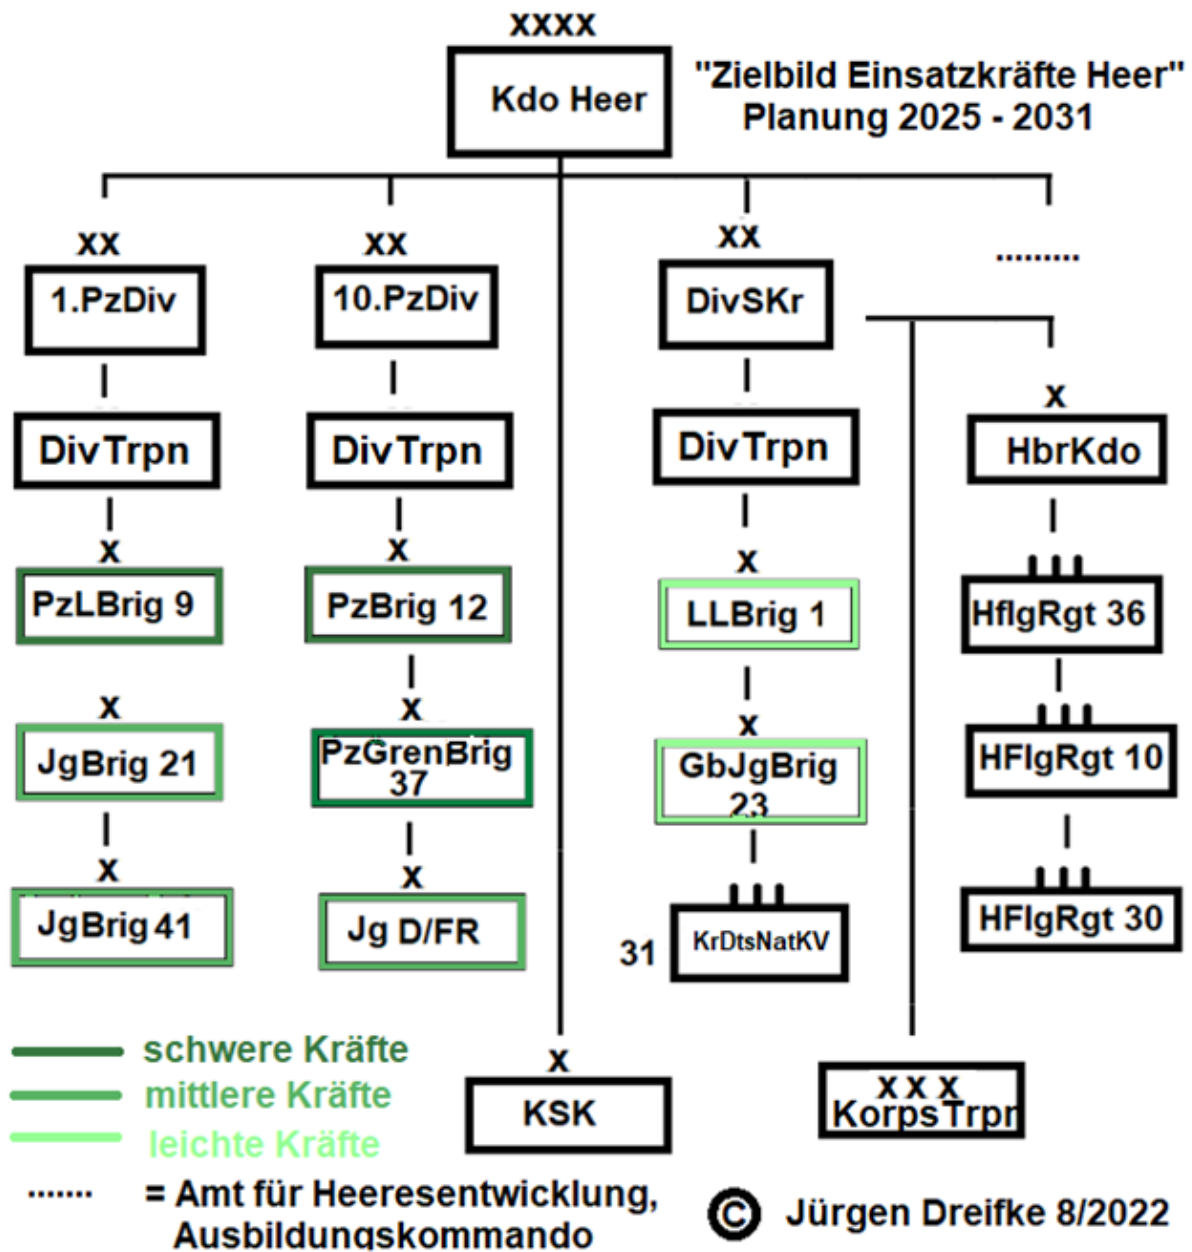 xxxx
Kdo Heer
"Zielbild Einsatzkräfte Heer"
Planung 2025 - 2031
xx
1.PzDiv
xx
10.PzDiv
xx
DivSKr
.........
DivTrpn
DivTrpn
DivTrpn
x
HbrKdo
x
PzLBrig 9
x
PzBrig 12
x
LLBrig 1
HflgRgt 36
x
JgBrig 21
x
PzGrenBrig
37
x
GbJgBrig
23
HFlgRgt 10
x
JgBrig 41
x
Jg D/FR
31
KrDtsNatKV
HFlgRgt 30
x
KSK
x x x
KorpsTrpn
schwere Kräfte
mittlere Kräfte
leichte Kräfte
....... = Amt für Heeresentwicklung,
Ausbildungskommando
© Jürgen Dreifke 8/2022